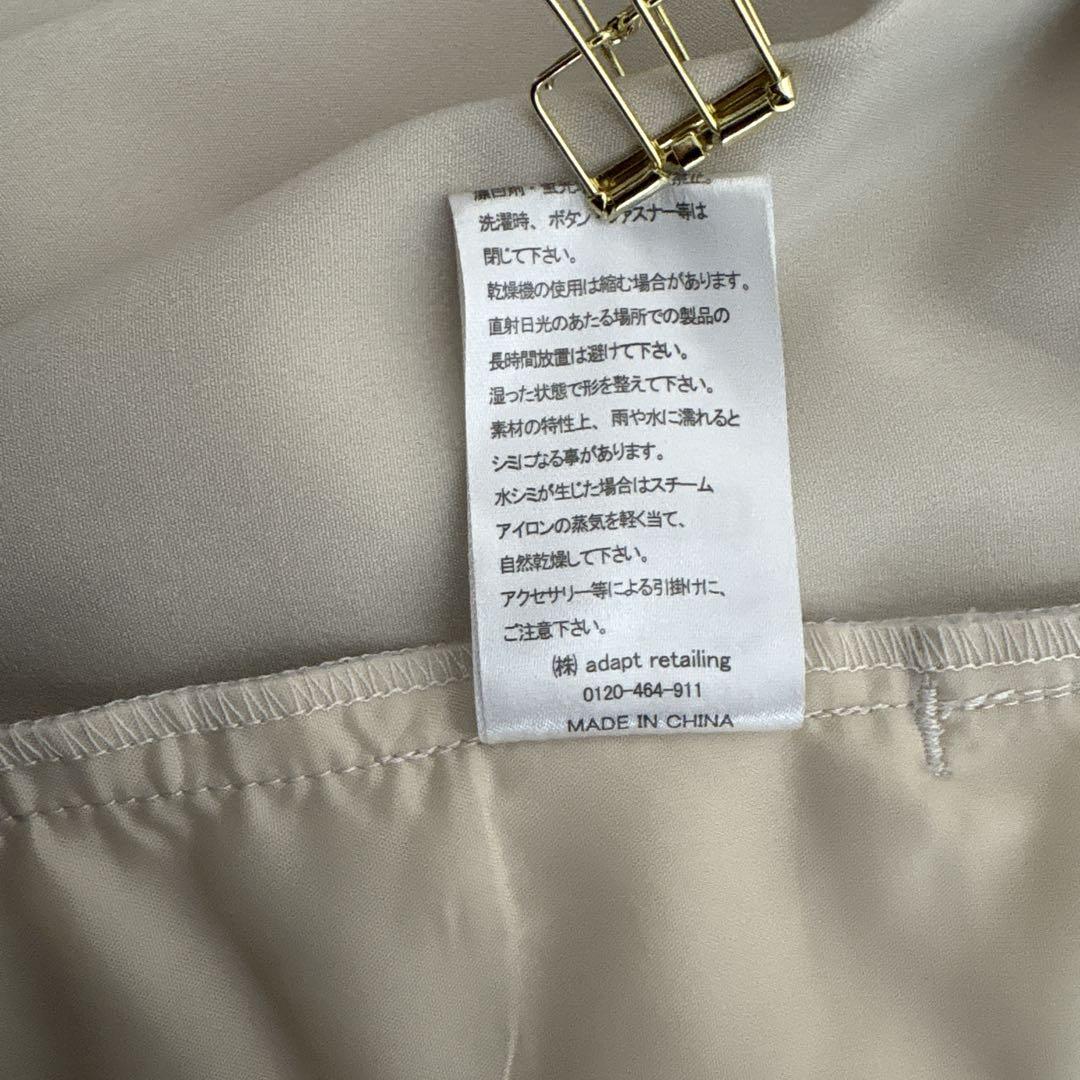 漂白剤・蛍光
洗濯時、ボタン・ファスナー等は
閉じて下さい。
乾燥機の使用は縮む場合があります。
直射日光のあたる場所での製品の
長時間放置は避けて下さい。
湿った状態で形を整えて下さい。
素材の特性上、雨や水に濡れると
シミになる事があります。
水シミが生じた場合はスチーム
アイロンの蒸気を軽く当て、
自然乾燥して下さい。
アクセサリー等による引掛けに、
ご注意下さい。
㈱ adapt retailing
0120-464-911
MADE IN CHINA